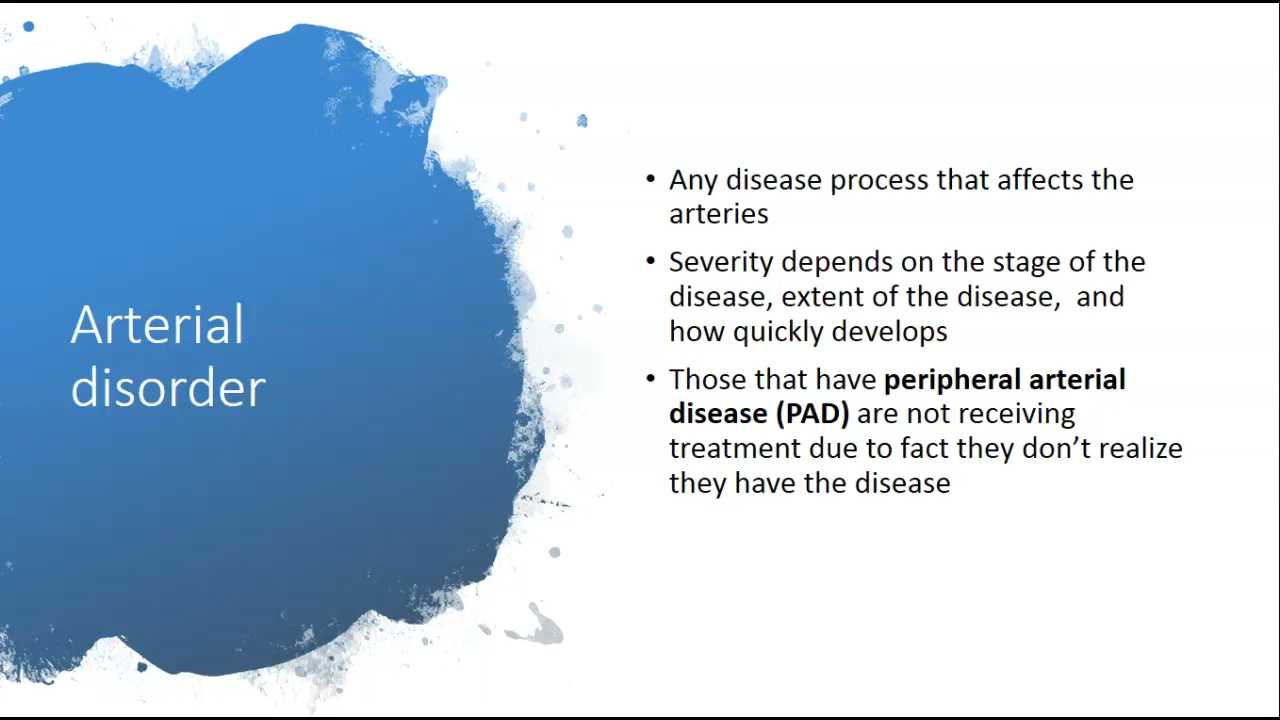 Arterial
disorder
• Any disease process that affects the
arteries
• Severity depends on the stage of the
disease, extent of the disease,  and
how quickly develops
• Those that have peripheral arterial
disease (PAD) are not receiving
treatment due to fact they don’t realize
they have the disease